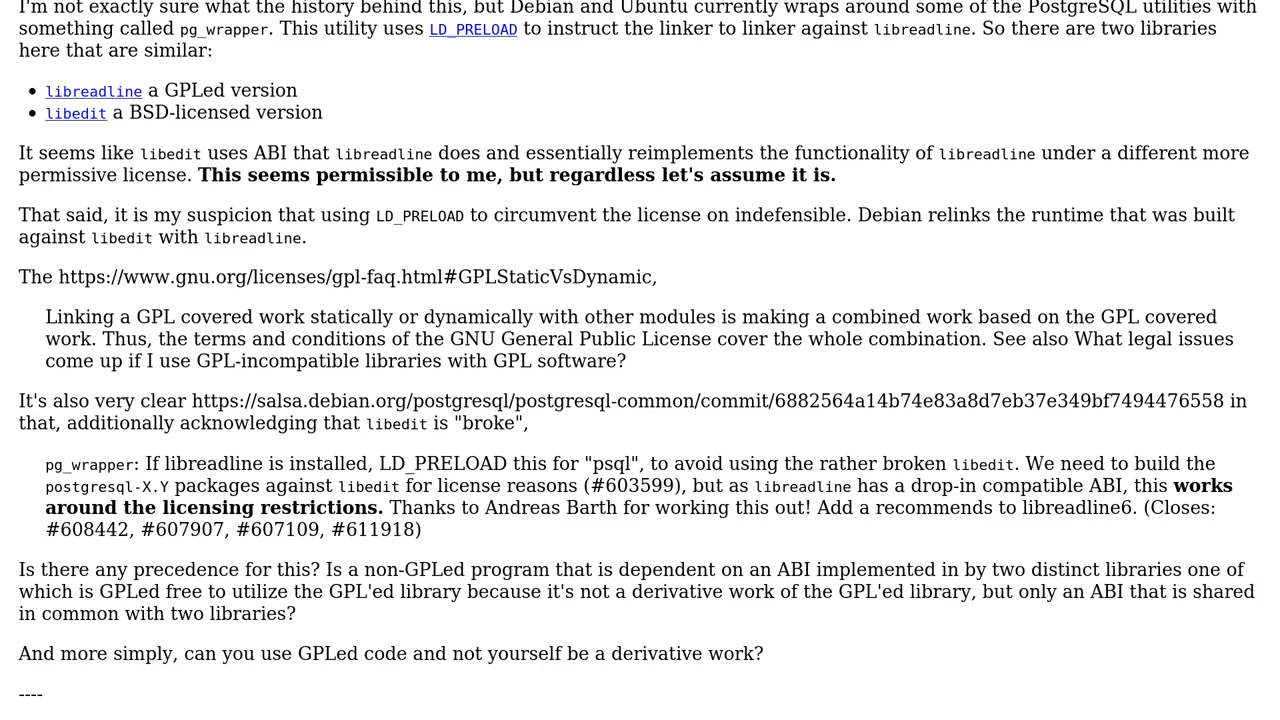 I'm not exactly sure what the history behind this, but Debian and Ubuntu currently wraps around some of the PostgreSQL utilities with
something called pg_wrapper. This utility uses LD_PRELOAD to instruct the linker to linker against libreadline. So there are two libraries
here that are similar:
• libreadline a GPLed version
• libedit a BSD-licensed version
It seems like libedit uses ABI that libreadline does and essentially reimplements the functionality of libreadline under a different more
permissive license. This seems permissible to me, but regardless let's assume it is.
That said, it is my suspicion that using LD_PRELOAD to circumvent the license on indefensible. Debian relinks the runtime that was built
against libedit with libreadline.
The https://www.gnu.org/licenses/gpl-faq.html#GPLStaticVsDynamic,
Linking a GPL covered work statically or dynamically with other modules is making a combined work based on the GPL covered
work. Thus, the terms and conditions of the GNU General Public License cover the whole combination. See also What legal issues
come up if I use GPL-incompatible libraries with GPL software?
It's also very clear https://salsa.debian.org/postgresql/postgresql-common/commit/6882564a14b74e83a8d7eb37e349bf7494476558 in
that, additionally acknowledging that libedit is "broke",
pg_wrapper: If libreadline is installed, LD_PRELOAD this for "psql", to avoid using the rather broken libedit. We need to build the
postgresql-X.Y packages against libedit for license reasons (#603599), but as libreadline has a drop-in compatible ABI, this works
around the licensing restrictions. Thanks to Andreas Barth for working this out! Add a recommends to libreadline6. (Closes:
#608442, #607907, #607109, #611918)
Is there any precedence for this? Is a non-GPLed program that is dependent on an ABI implemented in by two distinct libraries one of
which is GPLed free to utilize the GPL'ed library because it's not a derivative work of the GPL'ed library, but only an ABI that is shared
in common with two libraries?
And more simply, can you use GPLed code and not yourself be a derivative work?
----